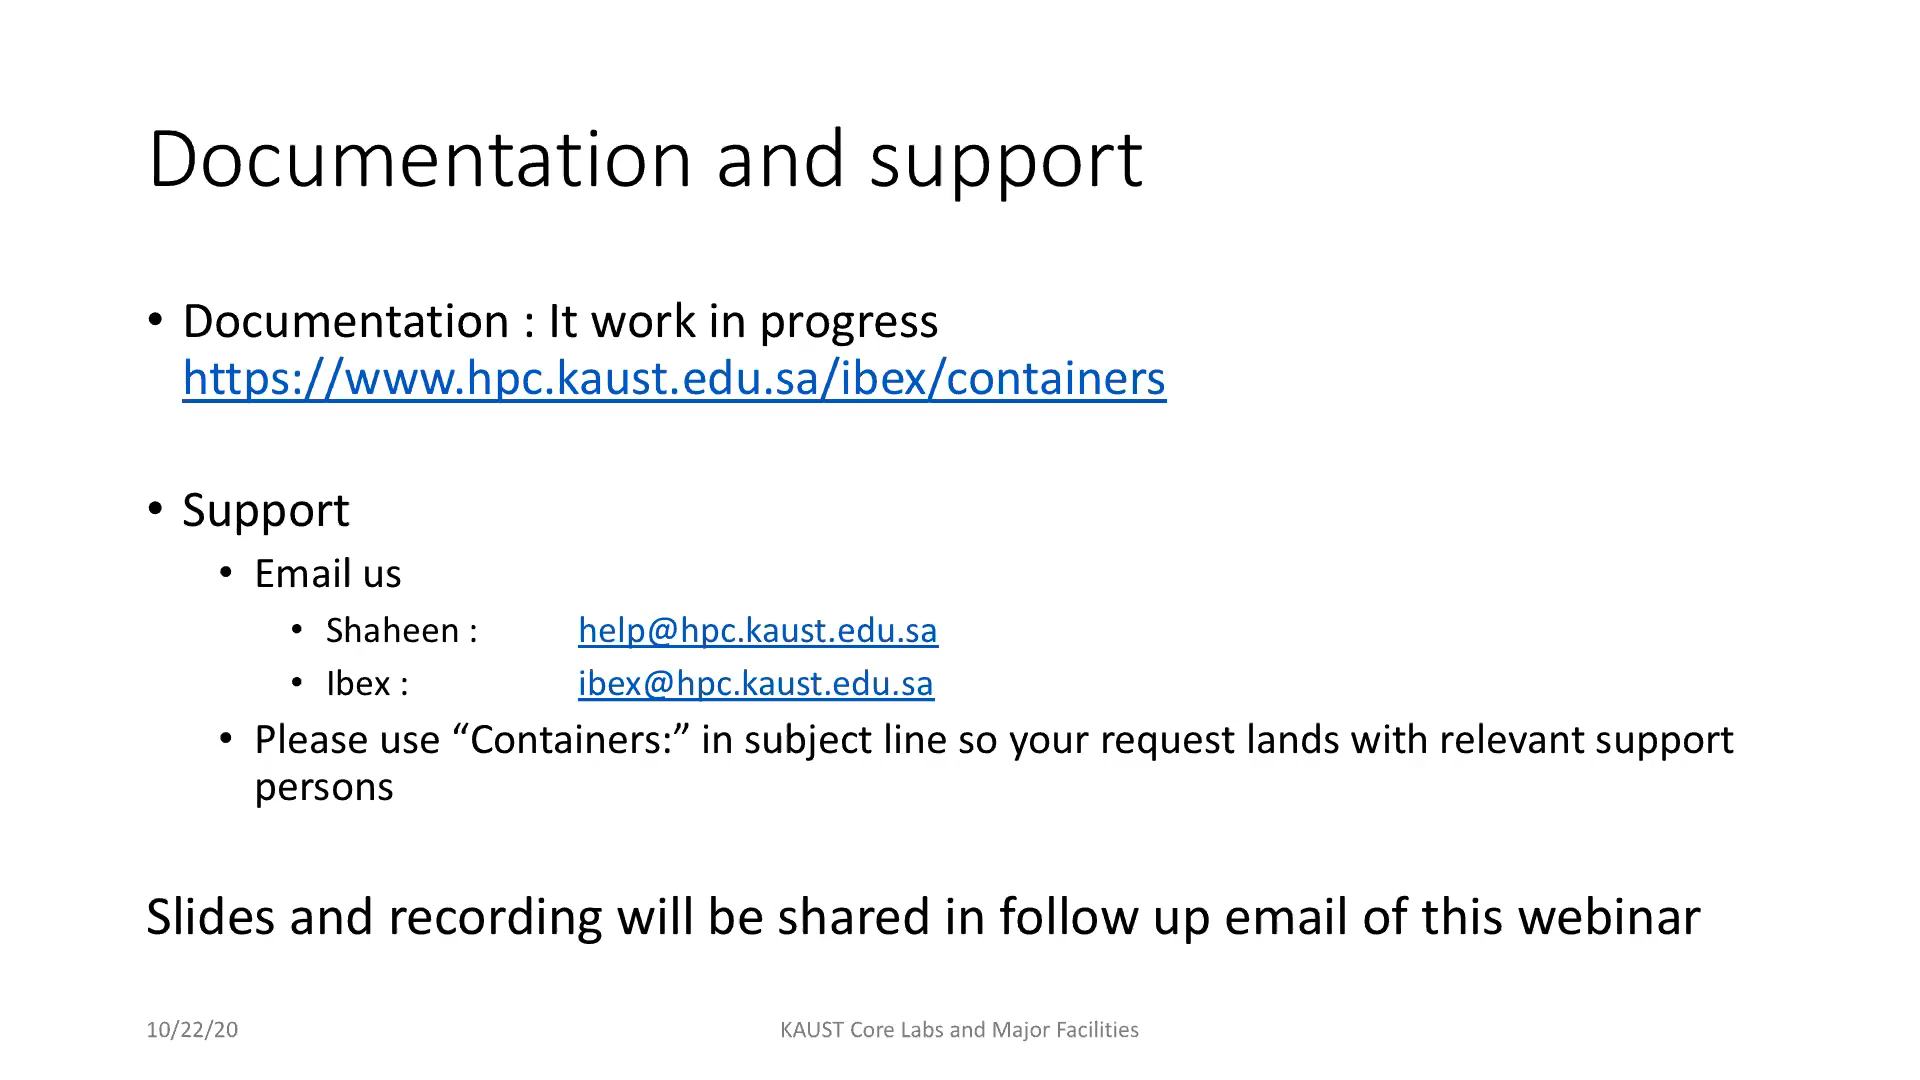 Documentation and support
• Documentation : It work in progress
https://www.hpc.kaust.edu.sa/ibex/containers
• Support
• Email us
• Shaheen : help@hpc.kaust.edu.sa
• Ibex : ibex@hpc.kaust.edu.sa
• Please use “Containers:” in subject line so your request lands with relevant support
persons
Slides and recording will be shared in follow up email of this webinar
10/22/20 KAUST Core Labs and Major Facilities